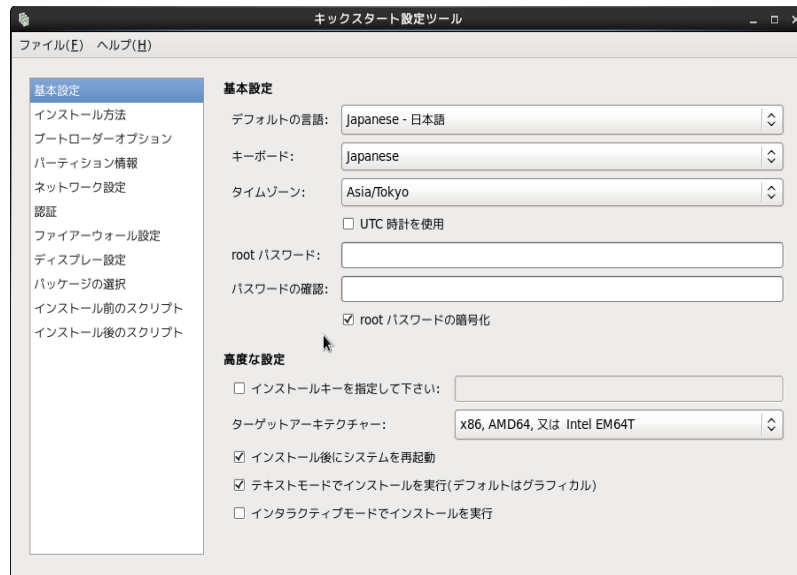 キックスタート設定ツール
ファイル(F) ヘルプ(H)
基本設定
インストール方法
ブートローダーオプション
パーティション情報
ネットワーク設定
認証
ファイアーウォール設定
ディスプレー設定
パッケージの選択
インストール前のスクリプト
インストール後のスクリプト
基本設定
デフォルトの言語: Japanese - 日本語
キーボード: Japanese
タイムゾーン: Asia/Tokyo
UTC 時計を使用
root パスワード:
パスワードの確認:
root パスワードの暗号化
高度な設定
インストールキーを指定して下さい:
ターゲットアーキテクチャー: x86, AMD64, 又は Intel EM64T
インストール後にシステムを再起動
テキストモードでインストールを実行(デフォルトはグラフィカル)
インタラクティブモードでインストールを実行